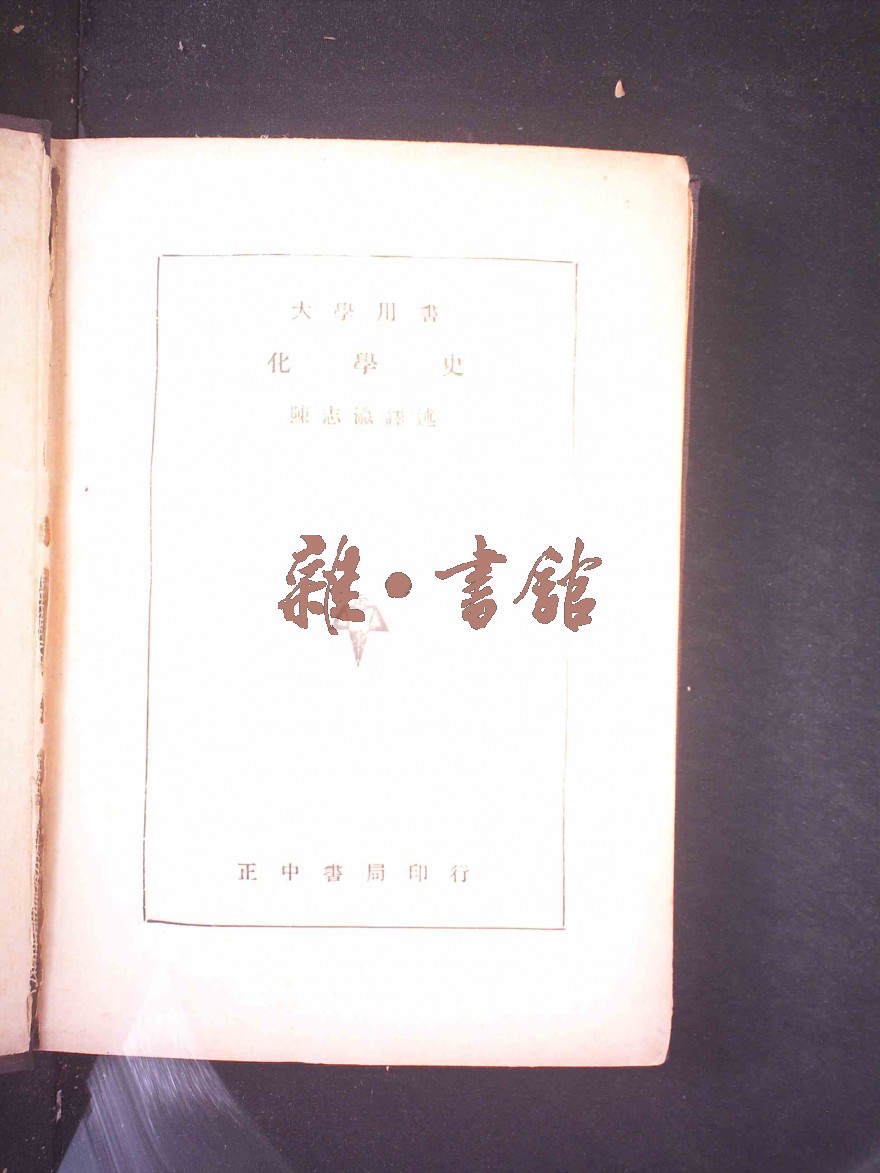 大學用書
化學史
陳志瀛譯述
雜·書館
正中書局印行